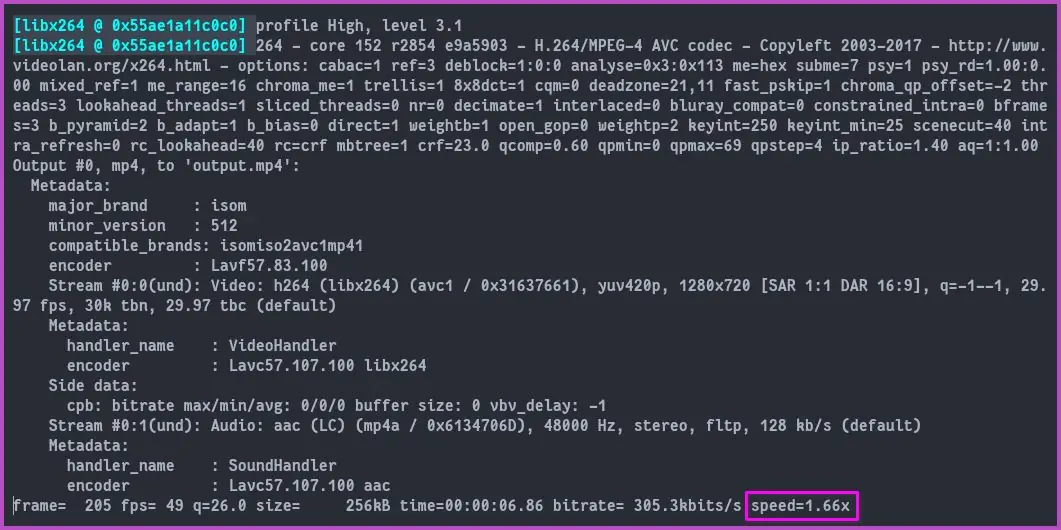 [libx264 @ 0x55ae1a11c0c0] profile High, level 3.1
[libx264 @ 0x55ae1a11c0c0] 264 - core 152 r2854 e9a5903 - H.264/MPEG-4 AVC codec - Copyleft 2003-2017 - http://www.
videolan.org/x264.html - options: cabac=1 ref=3 deblock=1:0:0 analyse=0x3:0x113 me=hex subme=7 psy=1 psy_rd=1.00:0.
00 mixed_ref=1 me_range=16 chroma_me=1 trellis=1 8x8dct=1 cqm=0 deadzone=21,11 fast_pskip=1 chroma_qp_offset=-2 thr
eads=3 lookahead_threads=1 sliced_threads=0 nr=0 decimate=1 interlaced=0 bluray_compat=0 constrained_intra=0 bframe
s=3 b_pyramid=2 b_adapt=1 b_bias=0 direct=1 weightb=1 open_gop=0 weightp=2 keyint=250 keyint_min=25 scenecut=40 int
ra_refresh=0 rc_lookahead=40 rc=crf mbtree=1 crf=23.0 qcomp=0.60 qpmin=0 qpmax=69 qpstep=4 ip_ratio=1.40 aq=1:1.00
Output #0, mp4, to 'output.mp4':
  Metadata:
    major_brand     : isom
    minor_version   : 512
    compatible_brands: isomiso2avc1mp41
    encoder         : Lavf57.83.100
    Stream #0:0(und): Video: h264 (libx264) (avc1 / 0x31637661), yuv420p, 1280x720 [SAR 1:1 DAR 16:9], q=-1--1, 29.
97 fps, 30k tbn, 29.97 tbc (default)
    Metadata:
      handler_name    : VideoHandler
      encoder         : Lavc57.107.100 libx264
    Side data:
      cpb: bitrate max/min/avg: 0/0/0 buffer size: 0 vbv_delay: -1
    Stream #0:1(und): Audio: aac (LC) (mp4a / 0x6134706D), 48000 Hz, stereo, fltp, 128 kb/s (default)
    Metadata:
      handler_name    : SoundHandler
      encoder         : Lavc57.107.100 aac
frame=  205 fps= 49 q=26.0 size=     256kB time=00:00:06.86 bitrate= 305.3kbits/s speed=1.66x